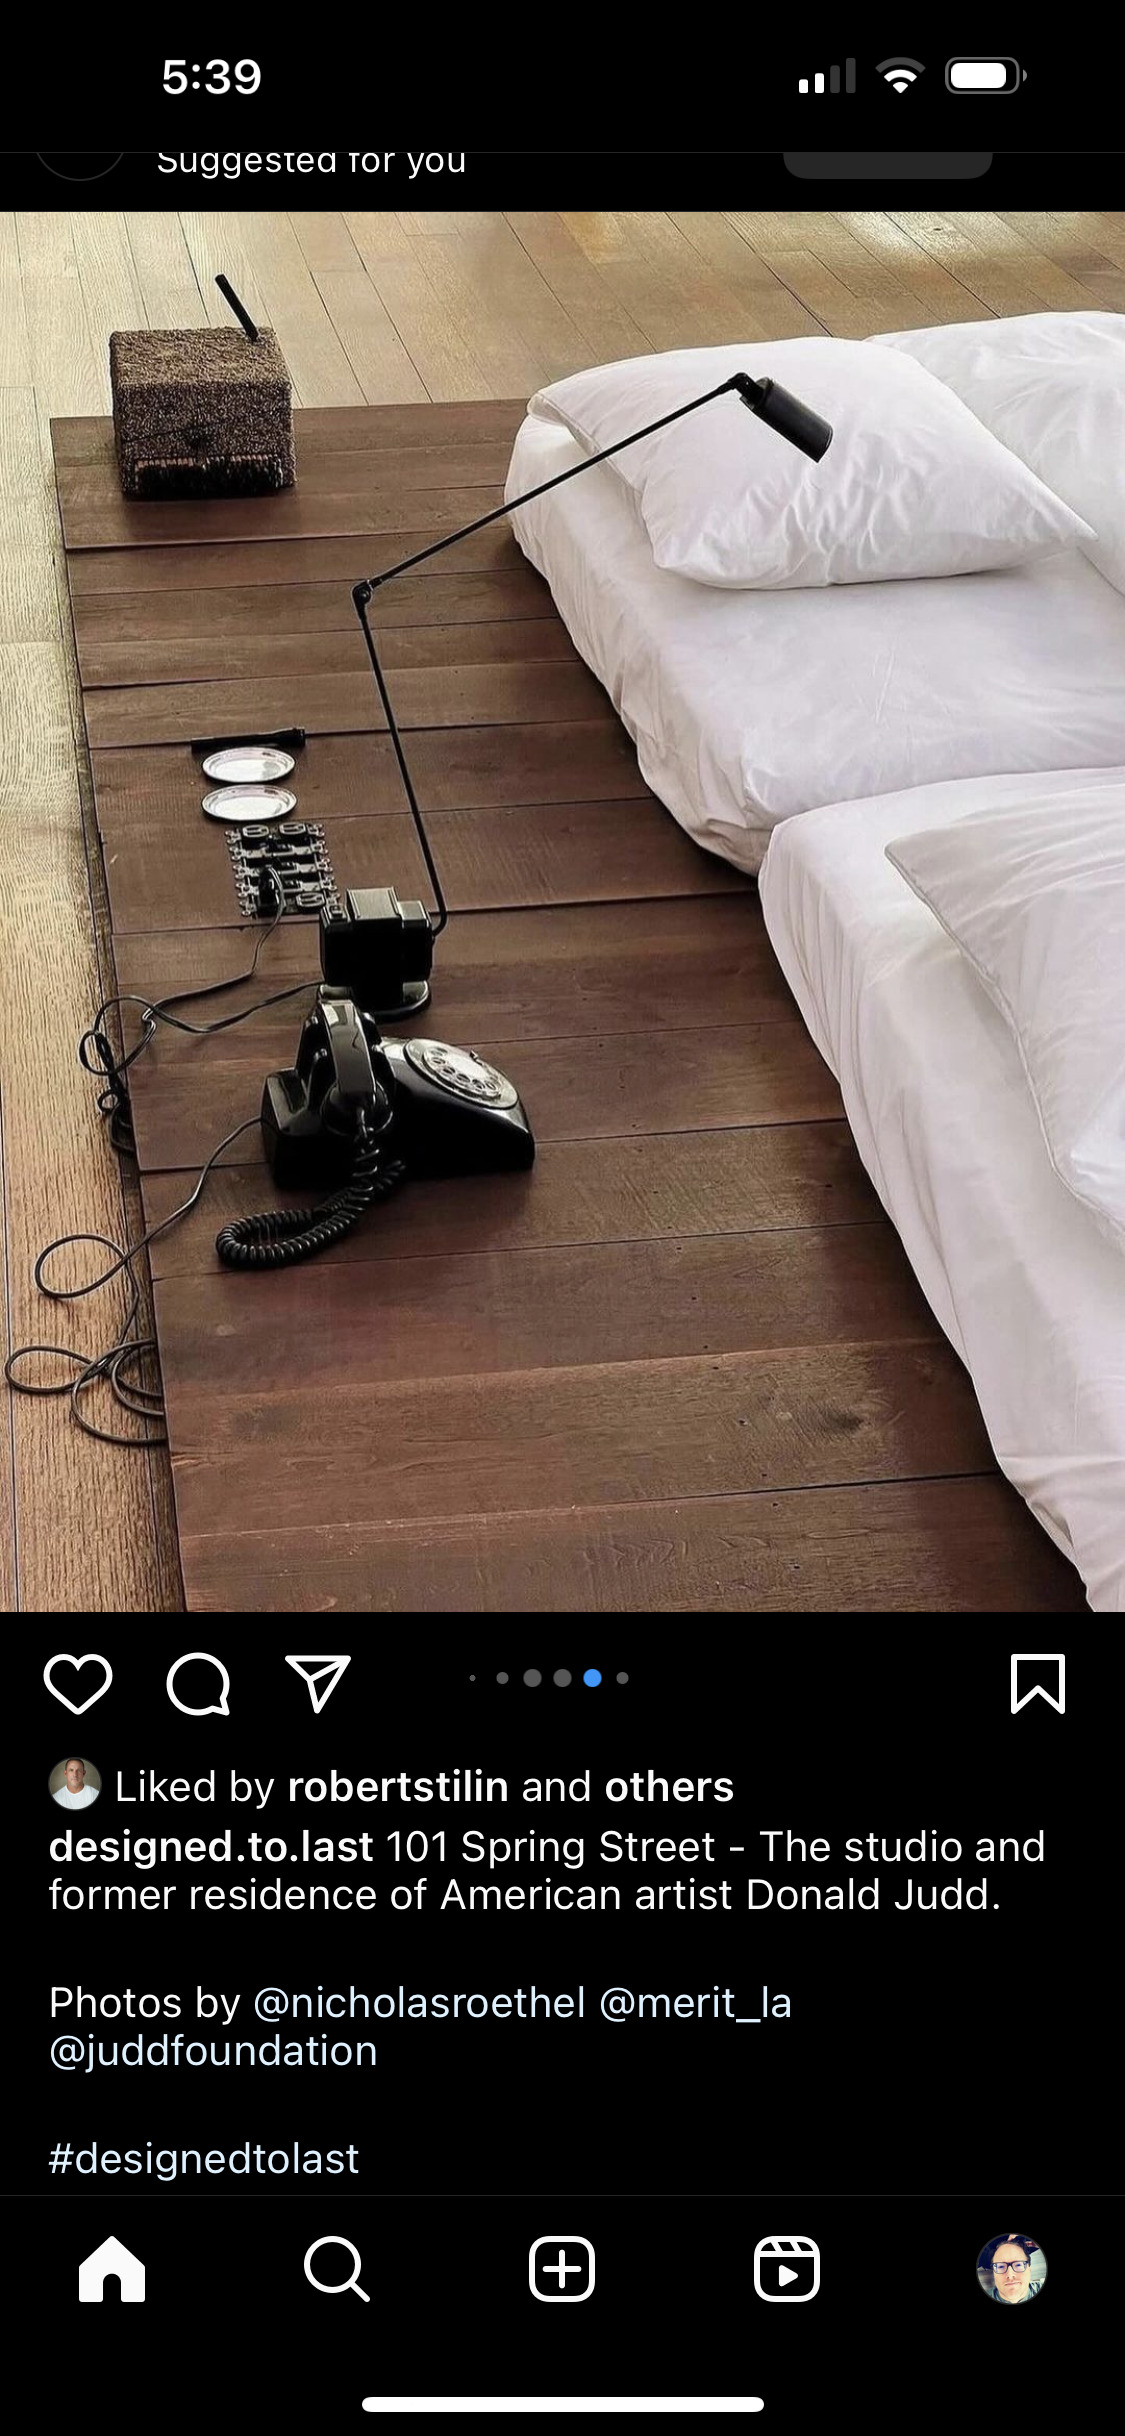 5:39
Suggested for you
Liked by robertstilin and others
designed.to.last 101 Spring Street - The studio and
former residence of American artist Donald Judd.
Photos by @nicholasroethel @merit_la
@juddfoundation
#designedtolast